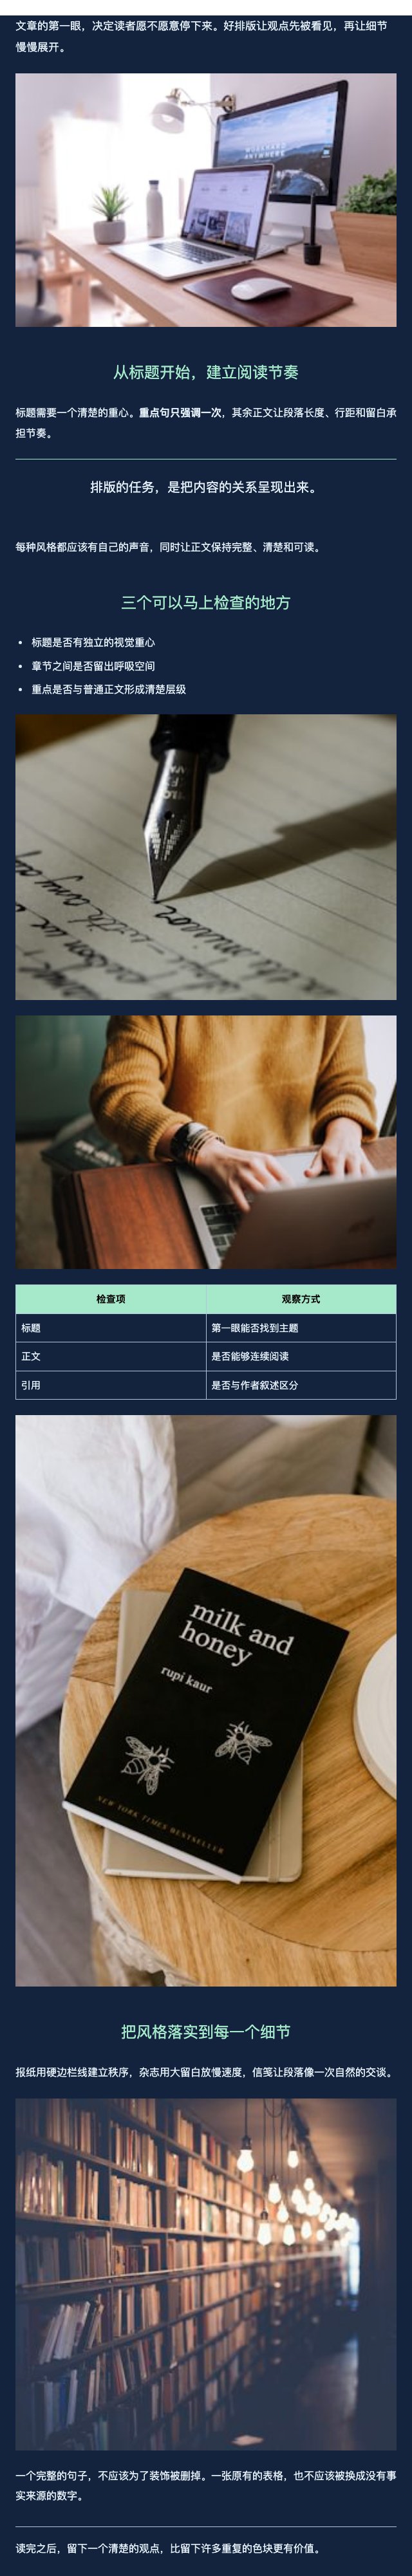 文章的第一眼，决定读者愿不愿意停下来。好排版让观点先被看见，再让细节
慢慢展开。
从标题开始，建立阅读节奏
标题需要一个清楚的重心。重点句只强调一次，其余正文让段落长度、行距和留白承
担节奏。
排版的任务，是把内容的关系呈现出来。
每种风格都应该有自己的声音，同时让正文保持完整、清楚和可读。
三个可以马上检查的地方
• 标题是否有独立的视觉重心
• 章节之间是否留出呼吸空间
• 重点是否与普通正文形成清楚层级
检查项 观察方式
标题 第一眼能否找到主题
正文 是否能够连续阅读
引用 是否与作者叙述区分
milk and
honey
rupi kaur
NEW YORK TIMES BESTSELLER
把风格落实到每一个细节
报纸用硬边栏线建立秩序，杂志用大留白放慢速度，信笺让段落像一次自然的交谈。
一个完整的句子，不应该为了装饰被删掉。一张原有的表格，也不应该被换成没有事
实来源的数字。
读完之后，留下一个清楚的观点，比留下许多重复的色块更有价值。